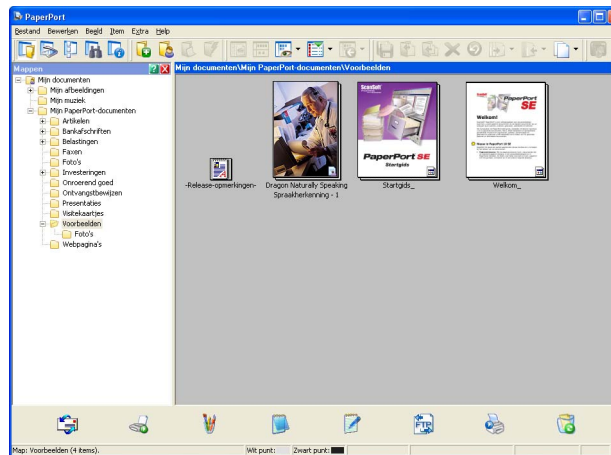 PaperPort
Bestand Bewerken Beeld Item Extra Help
Mappen
Mijn documenten\Mijn PaperPort-documenten\Voorbeelden
Mijn documenten
Mijn afbeeldingen
Mijn muziek
Mijn PaperPort-documenten
Artikelen
Bankafschriften
Belastingen
Faxen
Foto's
Investeringen
Onroerend goed
Ontvangstbewijzen
Presentaties
Visitekaartjes
Voorbeelden
Foto's
Webpagina's
ScanSoft
PaperPort SE
Startgids
PaperPort
SE
Welkom!
-Release-opmerkingen-
Dragon Naturally Speaking
Spraakherkenning - 1
Startgids_
Welkom_
FTP
Map: Voorbeelden (4 items).
Wit punt:
Zwart punt: